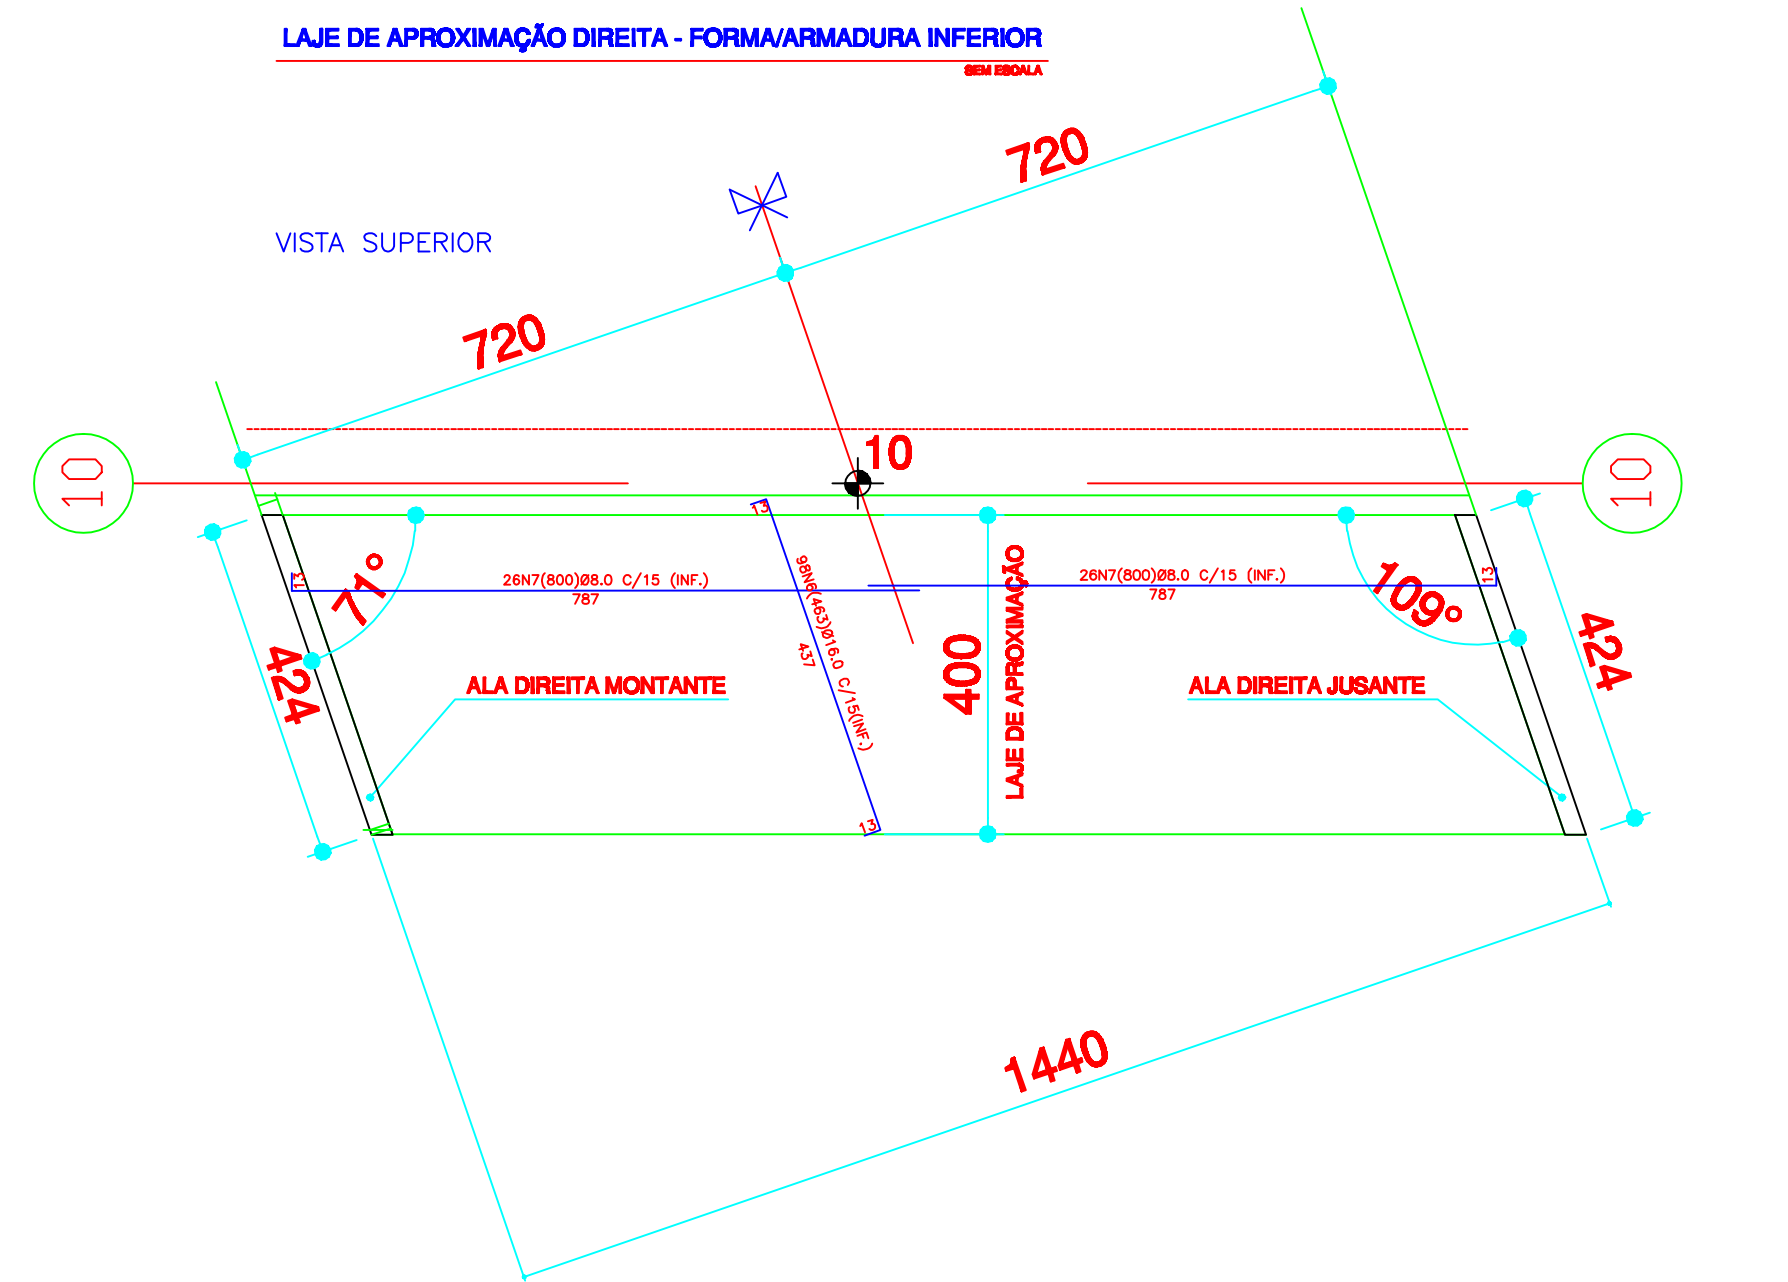 LAJE DE APROXIMAÇÃO DIREITA - FORMA/ARMADURA INFERIOR
SEM ESCALA
720
VISTA SUPERIOR
720
10
10
10
13
71°
13
26N7(800)Ø8.0 C/15 (INF.)
787
98N6(463)Ø16.0 C/15(INF.)
437
13
26N7(800)Ø8.0 C/15 (INF.)
787
13
109°
424
424
400
LAJE DE APROXIMAÇÃO
ALA DIREITA MONTANTE
ALA DIREITA JUSANTE
1440